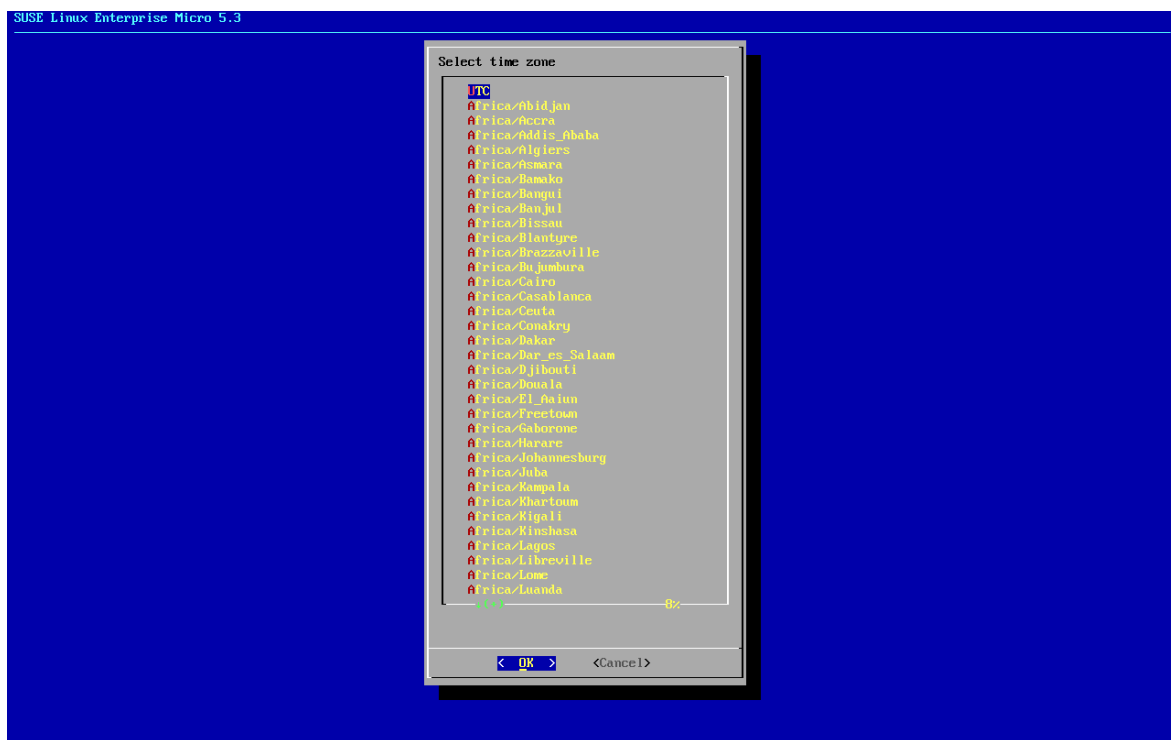 SUSE Linux Enterprise Micro 5.3
Select time zone
UTC
Africa/Abidjan
Africa/Accra
Africa/Addis_Ababa
Africa/Algiers
Africa/Asmara
Africa/Bamako
Africa/Bangui
Africa/Banjul
Africa/Bissau
Africa/Blantyre
Africa/Brazzaville
Africa/Bujumbura
Africa/Cairo
Africa/Casablanca
Africa/Ceuta
Africa/Conakry
Africa/Dakar
Africa/Dar_es_Salaam
Africa/Djibouti
Africa/Douala
Africa/El_Aaiun
Africa/Freetown
Africa/Gaborone
Africa/Harare
Africa/Johannesburg
Africa/Juba
Africa/Kampala
Africa/Khartoum
Africa/Kigali
Africa/Kinshasa
Africa/Lagos
Africa/Libreville
Africa/Lome
Africa/Luanda
↓(+) 8%
< OK > <Cancel>